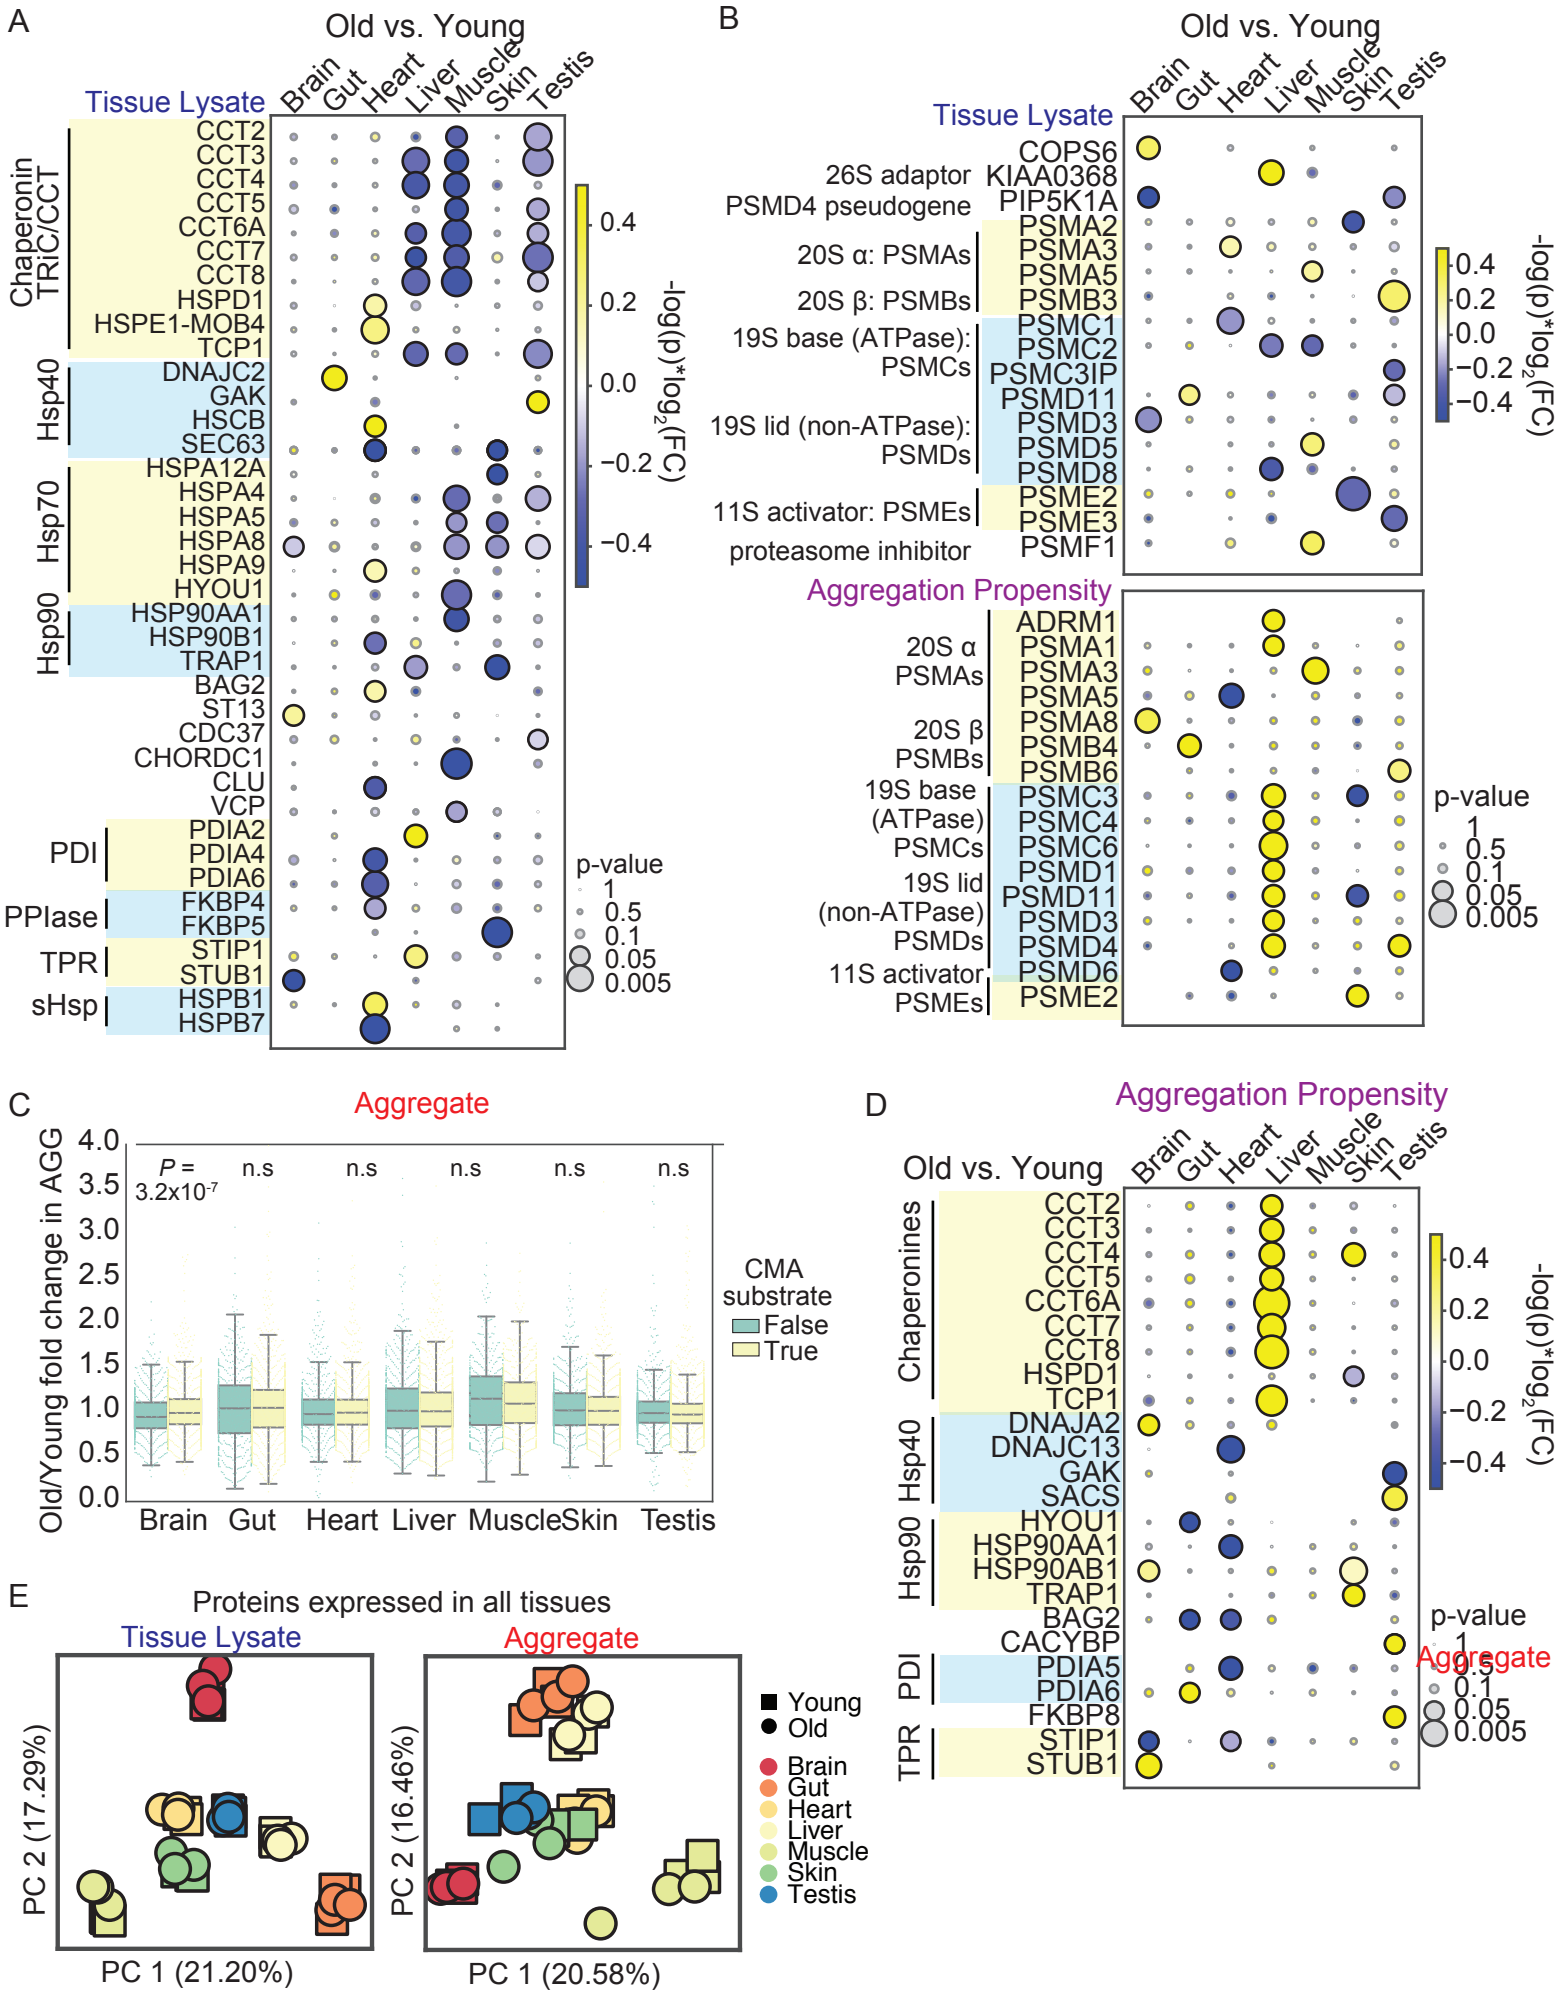 A
Old vs. Young
Brain
Gut
Heart
Liver
Muscle
Skin
Testis
Tissue Lysate
Chaperonin
TRiC/CCT
CCT2
CCT3
CCT4
CCT5
CCT6A
CCT7
CCT8
HSPD1
HSPE1-MOB4
TCP1
Hsp40
DNAJC2
GAK
HSCB
SEC63
Hsp70
HSPA12A
HSPA4
HSPA5
HSPA8
HSPA9
HYOU1
Hsp90
HSP90AA1
HSP90B1
TRAP1
BAG2
ST13
CDC37
CHORDC1
CLU
VCP
PDI
PDIA2
PDIA4
PDIA6
PPIase
FKBP4
FKBP5
TPR
STIP1
STUB1
sHsp
HSPB1
HSPB7
0.4
0.2
0.0
−0.2
−0.4
-log(p)*log2(FC)
p-value
1
0.5
0.1
0.05
0.005
B
Old vs. Young
Brain
Gut
Heart
Liver
Muscle
Skin
Testis
Tissue Lysate
COPS6
26S adaptor KIAA0368
PSMD4 pseudogene PIP5K1A
PSMA2
20S α: PSMAs PSMA3
PSMA5
20S β: PSMBs PSMB3
19S base (ATPase):
PSMCs
PSMC1
PSMC2
PSMC3IP
PSMD11
19S lid (non-ATPase):
PSMDs
PSMD3
PSMD5
PSMD8
11S activator: PSMEs
PSME2
PSME3
proteasome inhibitor PSMF1
0.4
0.2
0.0
−0.2
−0.4
-log(p)*log2(FC)
Aggregation Propensity
20S α
PSMAs
ADRM1
PSMA1
PSMA3
PSMA5
PSMA8
20S β
PSMBs
PSMB4
PSMB6
19S base
(ATPase)
PSMCs
PSMC3
PSMC4
PSMC6
19S lid
(non-ATPase)
PSMDs
PSMD1
PSMD11
PSMD3
PSMD4
PSMD6
11S activator
PSMEs
PSME2
p-value
1
0.5
0.1
0.05
0.005
C
Aggregate
Old/Young fold change in AGG
4.0
3.5
3.0
2.5
2.0
1.5
1.0
0.5
0.0
P =
3.2x10-7
n.s
n.s
n.s
n.s
n.s
n.s
CMA
substrate
False
True
Brain
Gut
Heart
Liver
Muscle
Skin
Testis
D
Aggregation Propensity
Old vs. Young
Brain
Gut
Heart
Liver
Muscle
Skin
Testis
Chaperonines
CCT2
CCT3
CCT4
CCT5
CCT6A
CCT7
CCT8
HSPD1
TCP1
Hsp40
DNAJA2
DNAJC13
GAK
SACS
Hsp90
HYOU1
HSP90AA1
HSP90AB1
TRAP1
BAG2
CACYBP
PDI
PDIA5
PDIA6
FKBP8
TPR
STIP1
STUB1
0.4
0.2
0.0
−0.2
−0.4
-log(p)*log2(FC)
p-value
1
0.5
Aggregate
0.1
0.05
0.005
E
Proteins expressed in all tissues
Tissue Lysate
Aggregate
PC 2 (17.29%)
PC 1 (21.20%)
PC 2 (16.46%)
PC 1 (20.58%)
Young
Old
Brain
Gut
Heart
Liver
Muscle
Skin
Testis